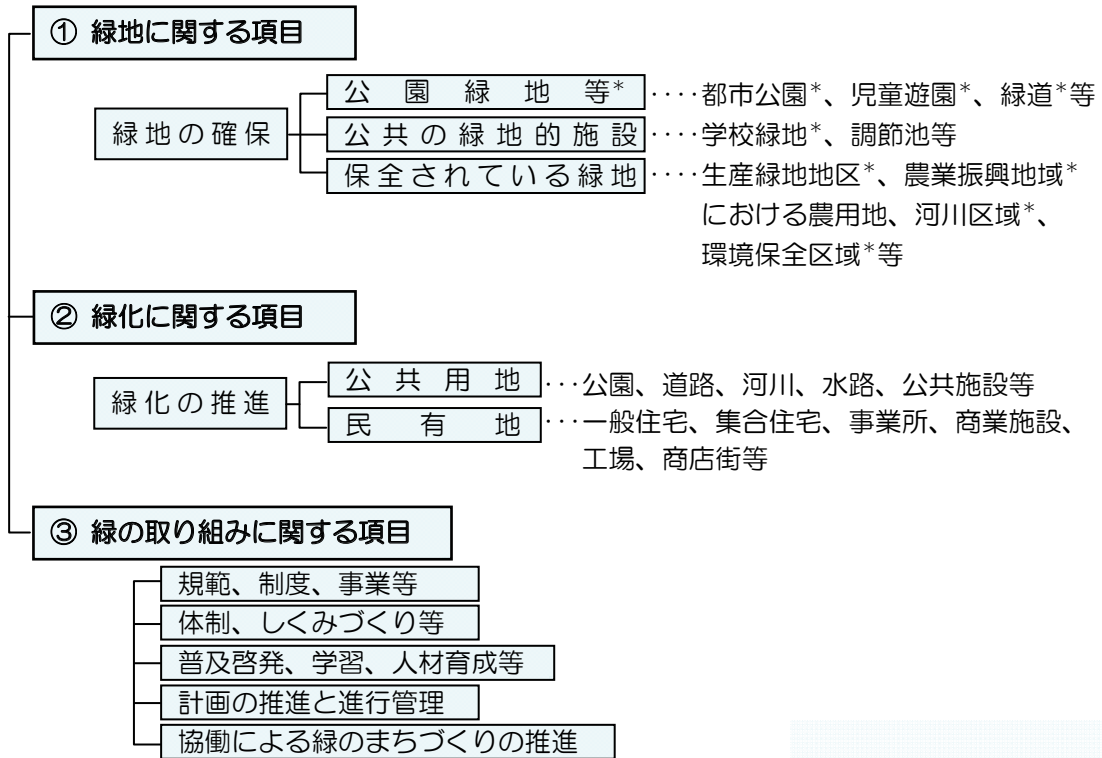 ① 緑地に関する項目
緑地の確保
公園緑地等* ····都市公園*、児童遊園*、緑道*等
公共の緑地的施設 ····学校緑地*、調節池等
保全されている緑地 ····生産緑地地区*、農業振興地域*
における農用地、河川区域*、
環境保全区域*等
② 緑化に関する項目
緑化の推進
公共用地 ···公園、道路、河川、水路、公共施設等
民有地 ···一般住宅、集合住宅、事業所、商業施設、
工場、商店街等
③ 緑の取り組みに関する項目
規範、制度、事業等
体制、しくみづくり等
普及啓発、学習、人材育成等
計画の推進と進行管理
協働による緑のまちづくりの推進